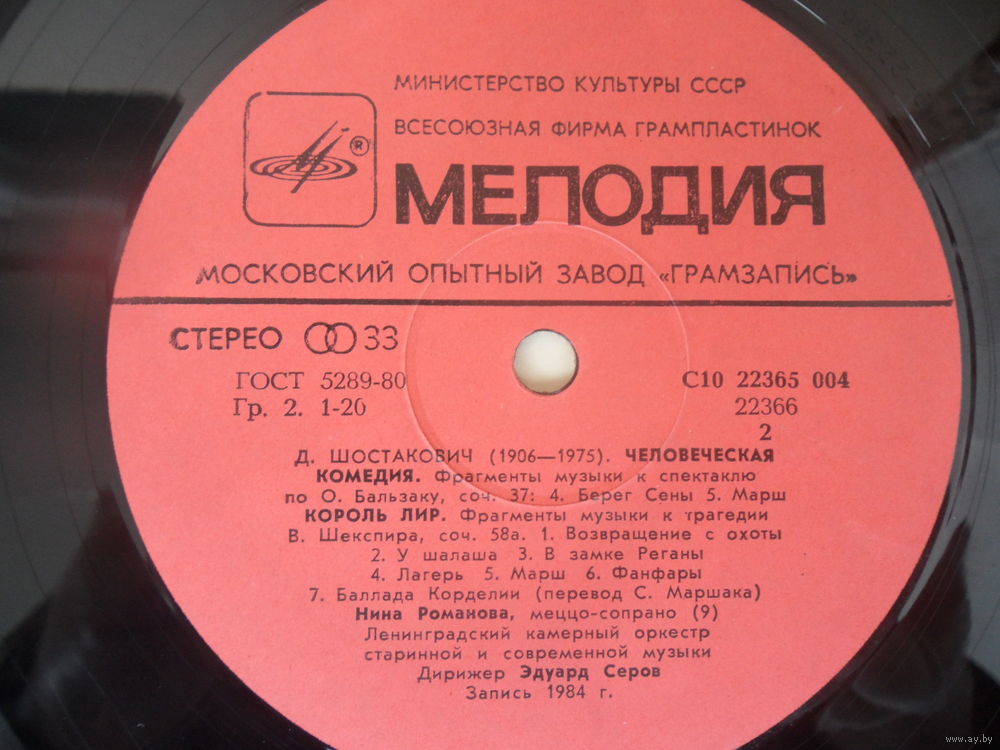 МИНИСТЕРСТВО КУЛЬТУРЫ СССР
ВСЕСОЮЗНАЯ ФИРМА ГРАМПЛАСТИНОК
®
МЕЛОДИЯ
МОСКОВСКИЙ ОПЫТНЫЙ ЗАВОД «ГРАМЗАПИСЬ»
СТЕРЕО 33
ГОСТ 5289-80
Гр. 2. 1-20
С10 22365 004
22366
2
Д. ШОСТАКОВИЧ (1906—1975). ЧЕЛОВЕЧЕСКАЯ
КОМЕДИЯ. Фрагменты музыки к спектаклю
по О. Бальзаку, соч. 37: 4. Берег Сены 5. Марш
КОРОЛЬ ЛИР. Фрагменты музыки к трагедии
В. Шекспира, соч. 58а. 1. Возвращение с охоты
2. У шалаша 3. В замке Реганы
4. Лагерь 5. Марш 6. Фанфары
7. Баллада Корделии (перевод С. Маршака)
Нина Романова, меццо-сопрано (9)
Ленинградский камерный оркестр
старинной и современной музыки
Дирижер Эдуард Серов
Запись 1984 г.
www.ay.by